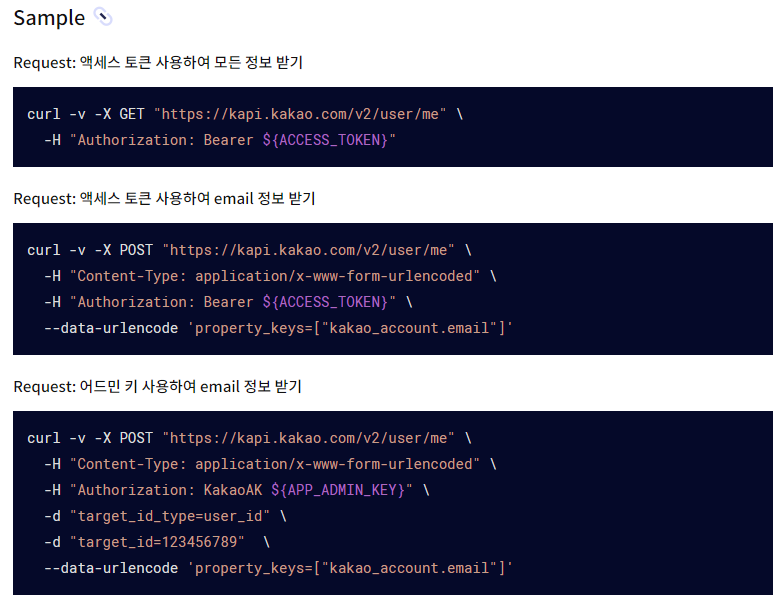 Sample
Request: 액세스 토큰 사용하여 모든 정보 받기
curl -v -X GET "https://kapi.kakao.com/v2/user/me" \
-H "Authorization: Bearer ${ACCESS_TOKEN}"
Request: 액세스 토큰 사용하여 email 정보 받기
curl -v -X POST "https://kapi.kakao.com/v2/user/me" \
-H "Content-Type: application/x-www-form-urlencoded" \
-H "Authorization: Bearer ${ACCESS_TOKEN}" \
--data-urlencode 'property_keys=["kakao_account.email"]'
Request: 어드민 키 사용하여 email 정보 받기
curl -v -X POST "https://kapi.kakao.com/v2/user/me" \
-H "Content-Type: application/x-www-form-urlencoded" \
-H "Authorization: KakaoAK ${APP_ADMIN_KEY}" \
-d "target_id_type=user_id" \
-d "target_id=123456789"  \
--data-urlencode 'property_keys=["kakao_account.email"]'